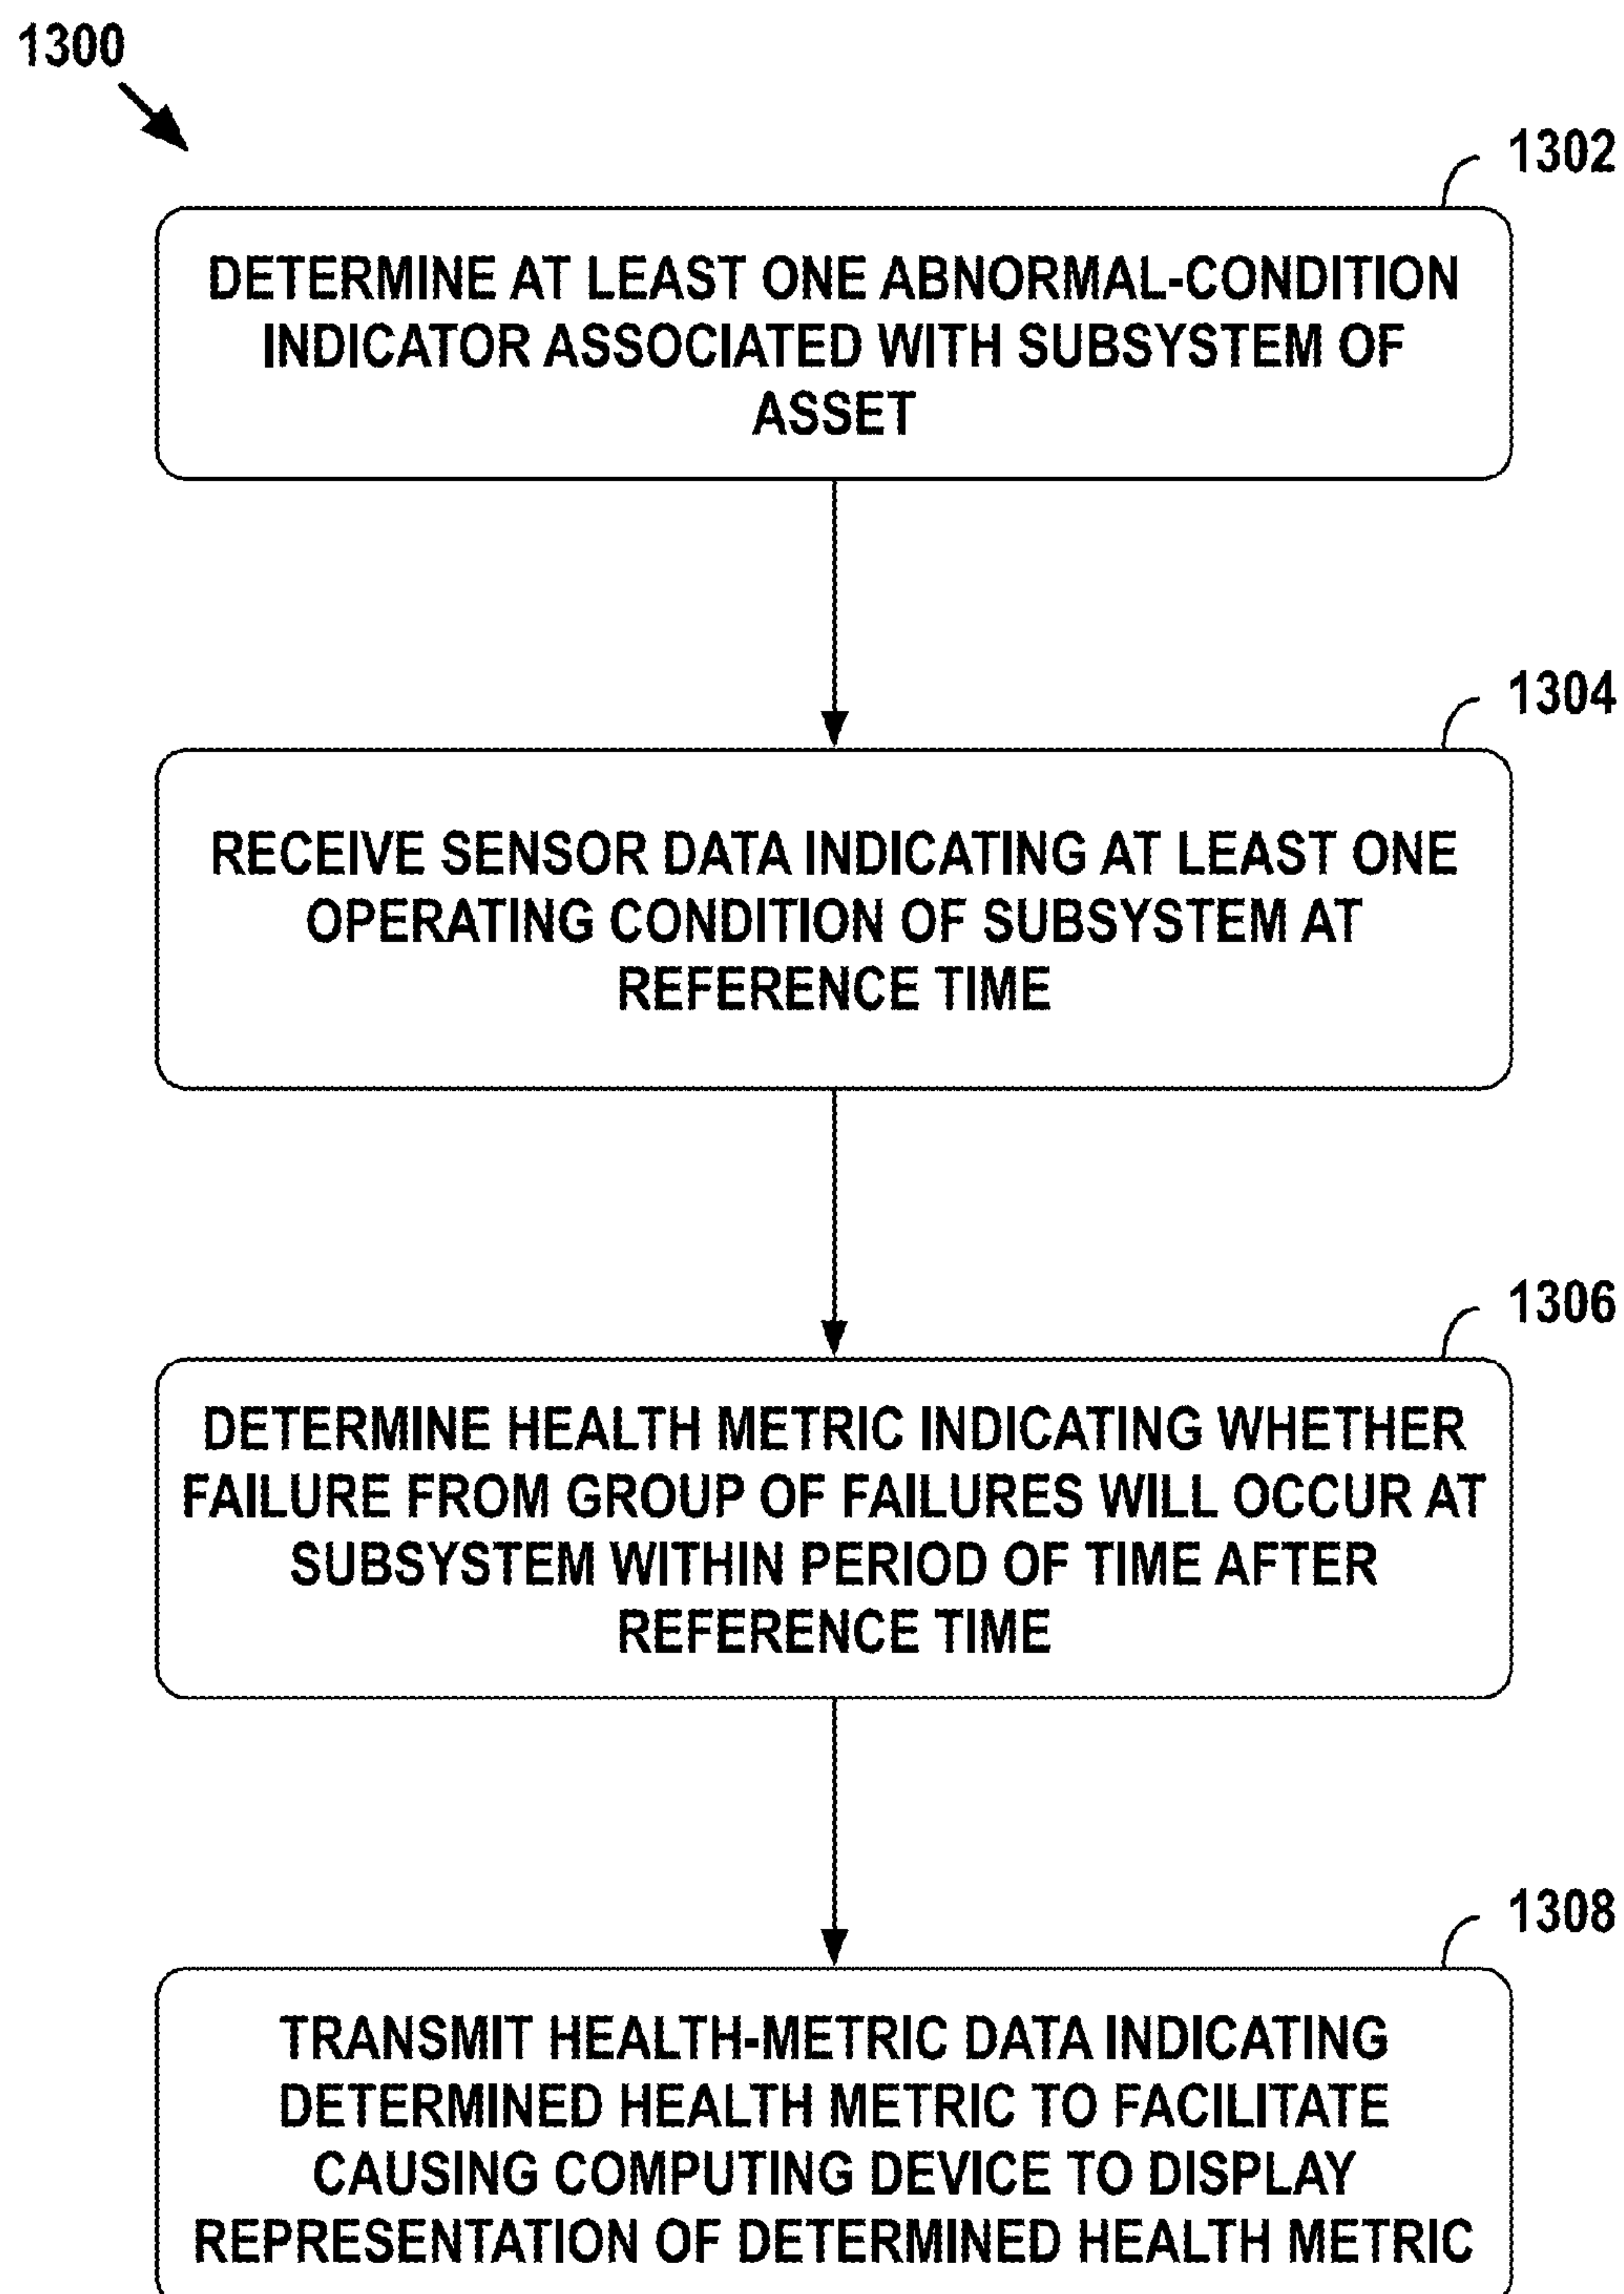 1300
1302
DETERMINE AT LEAST ONE ABNORMAL-CONDITION
INDICATOR ASSOCIATED WITH SUBSYSTEM OF
ASSET
1304
RECEIVE SENSOR DATA INDICATING AT LEAST ONE
OPERATING CONDITION OF SUBSYSTEM AT
REFERENCE TIME
1306
DETERMINE HEALTH METRIC INDICATING WHETHER
FAILURE FROM GROUP OF FAILURES WILL OCCUR AT
SUBSYSTEM WITHIN PERIOD OF TIME AFTER
REFERENCE TIME
1308
TRANSMIT HEALTH-METRIC DATA INDICATING
DETERMINED HEALTH METRIC TO FACILITATE
CAUSING COMPUTING DEVICE TO DISPLAY
REPRESENTATION OF DETERMINED HEALTH METRIC